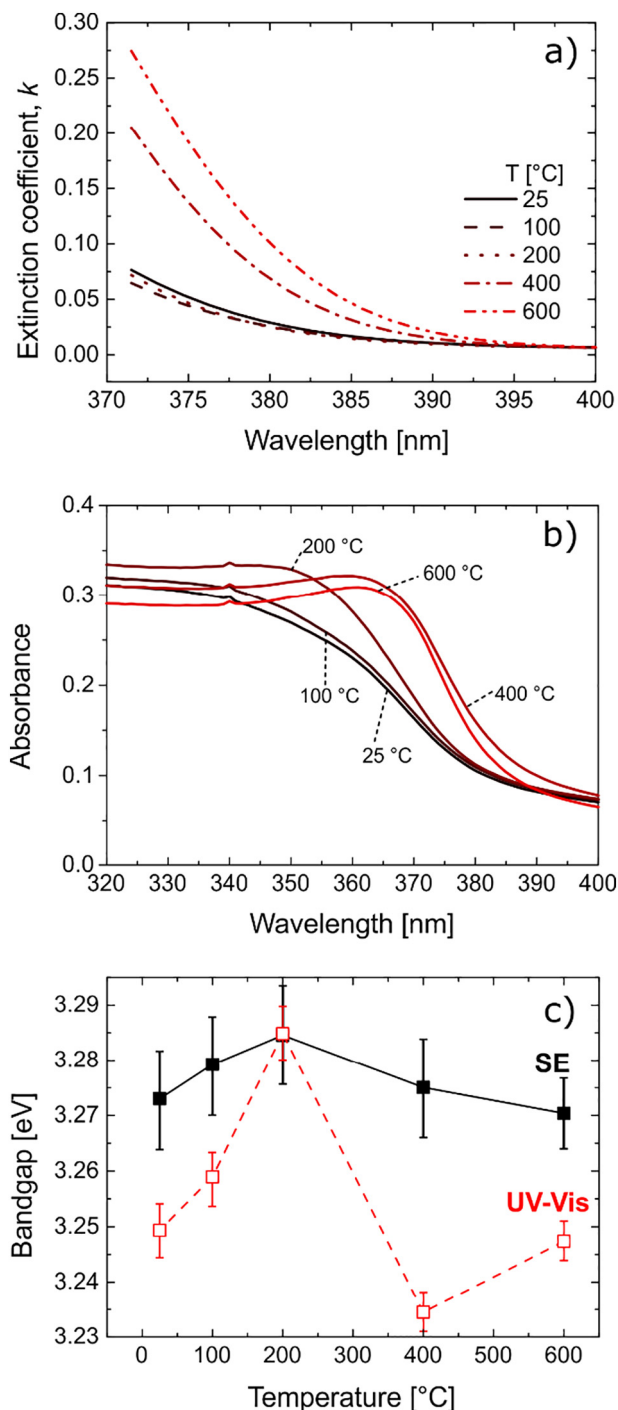 a)
Extinction coefficient, k
0.30
0.25
0.20
0.15
0.10
0.05
0.00
T [°C]
25
100
200
400
600
370 375 380 385 390 395 400
Wavelength [nm]
b)
Absorbance
0.4
0.3
0.2
0.1
0.0
200 °C
600 °C
400 °C
100 °C
25 °C
320 330 340 350 360 370 380 390 400
Wavelength [nm]
c)
Bandgap [eV]
3.29
3.28
3.27
3.26
3.25
3.24
3.23
SE
UV-Vis
0 100 200 300 400 500 600
Temperature [°C]